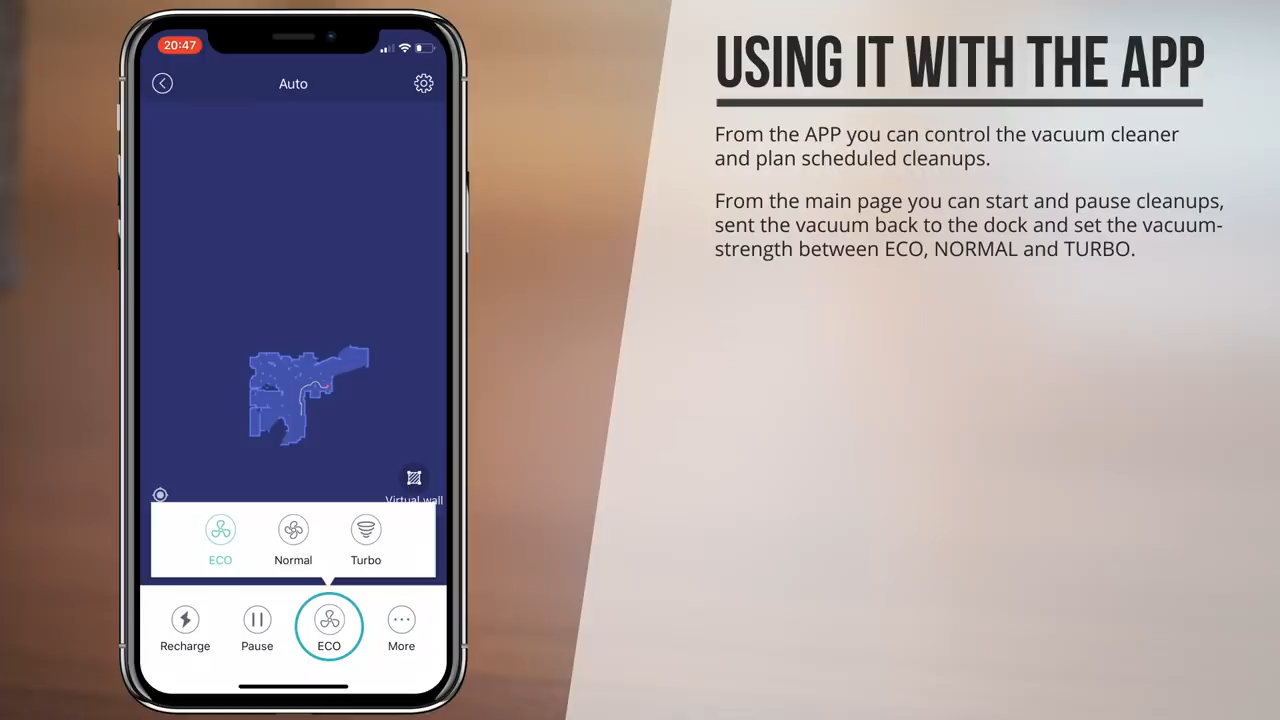 20:47
Auto
Virtual wall
ECO
Normal
Turbo
Recharge
Pause
ECO
More
USING IT WITH THE APP
From the APP you can control the vacuum cleaner
and plan scheduled cleanups.
From the main page you can start and pause cleanups,
sent the vacuum back to the dock and set the vacuum-
strength between ECO, NORMAL and TURBO.